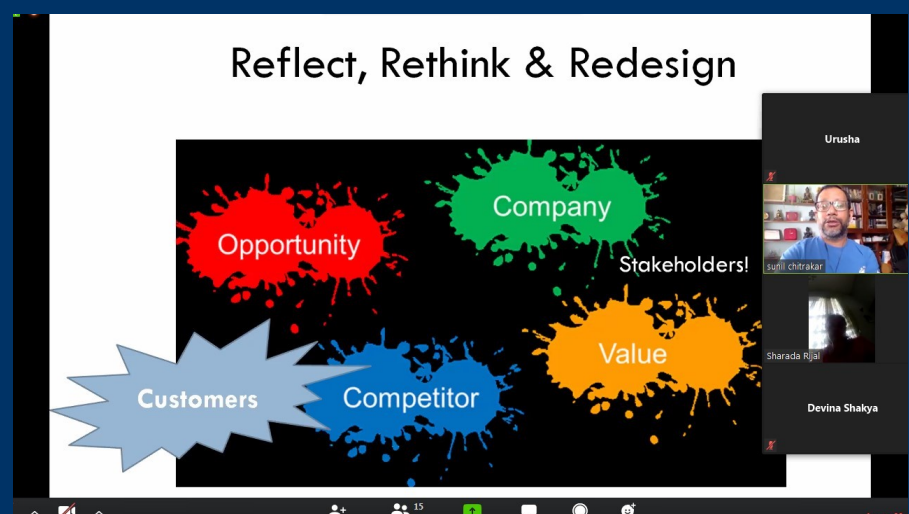 Reflect, Rethink & Redesign
Urusha
Company
Opportunity
Stakeholders!
sunil chitrakar
Value
Sharada Rijal
Customers
Competitor
Devina Shakya
15